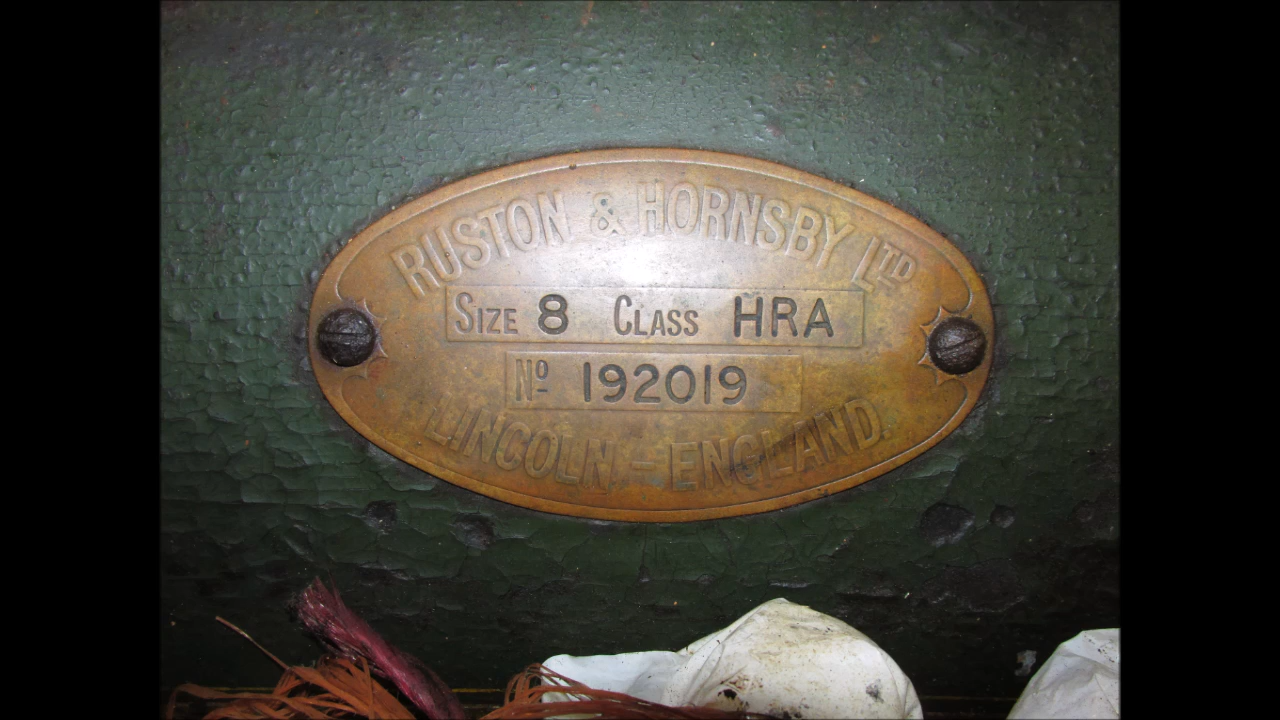 RUSTON & HORNSBY LTD
SIZE 8 CLASS HRA
Nº 192019
LINCOLN - ENGLAND